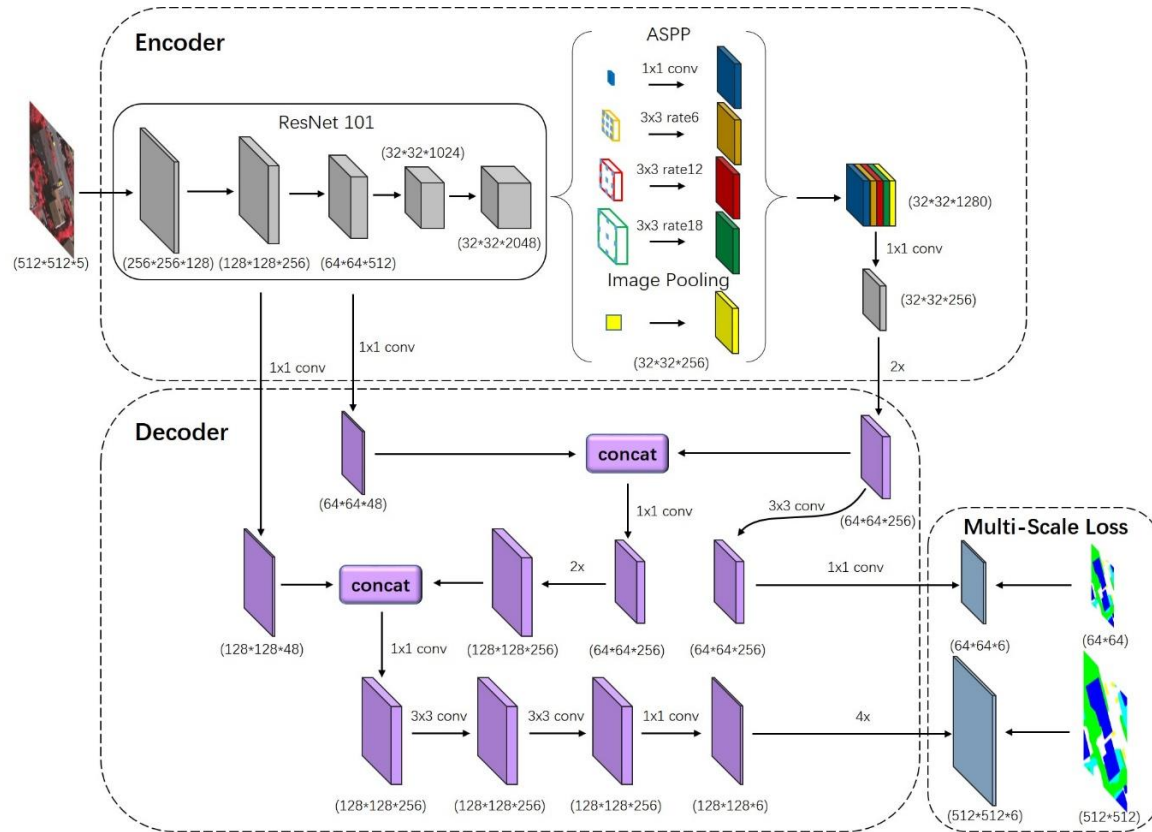 Encoder
ASPP
1x1 conv
ResNet 101
3x3 rate6
(32*32*1024)
3x3 rate12
(32*32*1280)
3x3 rate18
(32*32*2048)
1x1 conv
(512*512*5)
(256*256*128)
(128*128*256)
(64*64*512)
Image Pooling
(32*32*256)
1x1 conv
1x1 conv
(32*32*256)
2x
Decoder
concat
(64*64*48)
1x1 conv
3x3 conv
(64*64*256)
Multi-Scale Loss
concat
2x
1x1 conv
(128*128*48)
1x1 conv
(128*128*256)
(64*64*256)
(64*64*256)
(64*64*6)
(64*64)
3x3 conv
3x3 conv
1x1 conv
4x
(128*128*256)
(128*128*256)
(128*128*256)
(128*128*6)
(512*512*6)
(512*512)